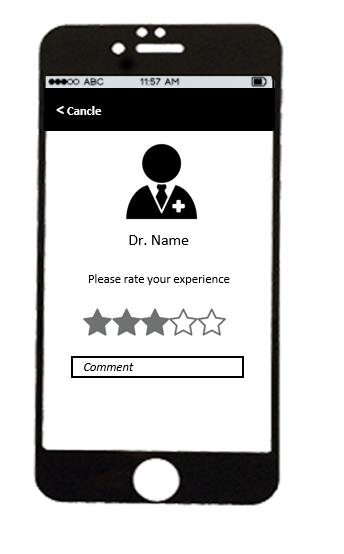 ABC 11:57 AM
< Cancle
Dr. Name
Please rate your experience
Comment